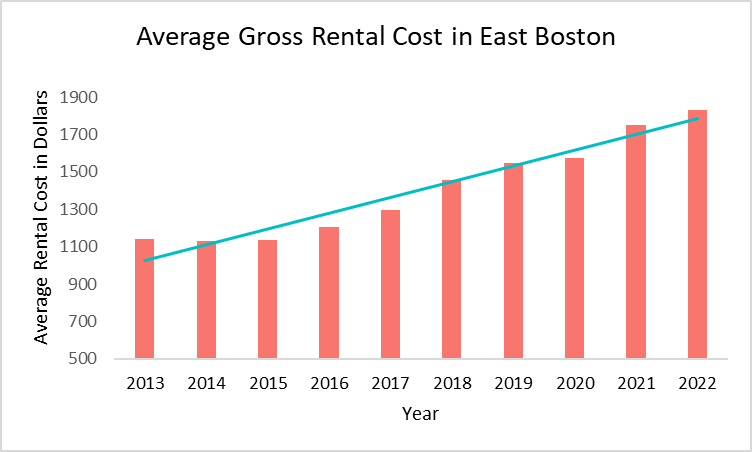 Average Gross Rental Cost in East Boston
Average Rental Cost in Dollars
1900
1700
1500
1300
1100
900
700
500
2013 2014 2015 2016 2017 2018 2019 2020 2021 2022
Year